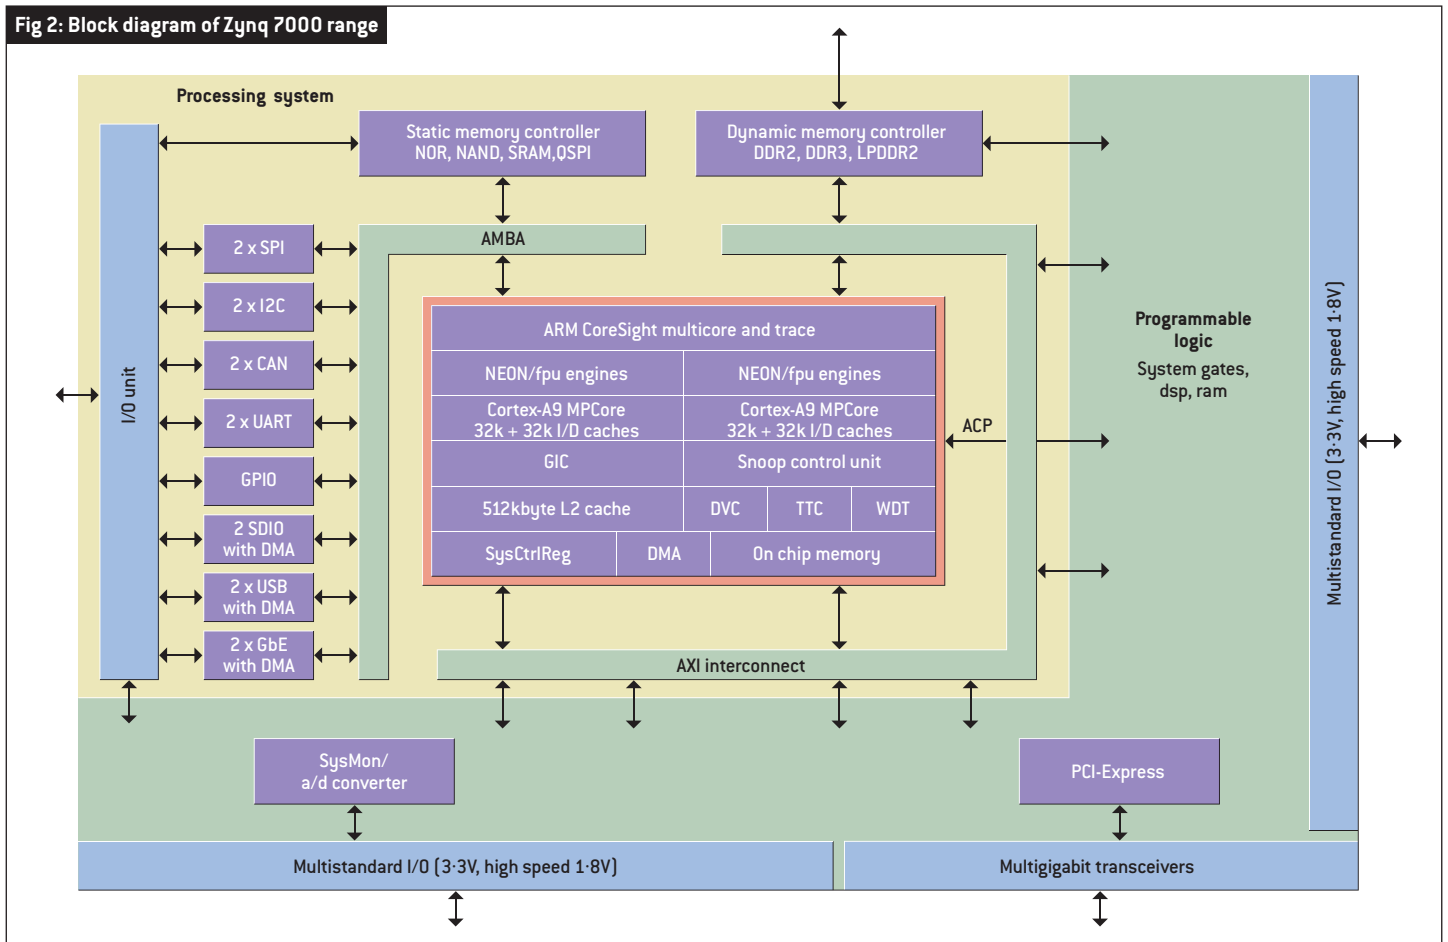 Fig 2: Block diagram of Zynq 7000 range
Processing system
Static memory controller
NOR, NAND, SRAM,QSPI
Dynamic memory controller
DDR2, DDR3, LPDDR2
I/O unit
2 x SPI
2 x I2C
2 x CAN
2 x UART
GPIO
2 SDIO
with DMA
2 x USB
with DMA
2 x GbE
with DMA
AMBA
ARM CoreSight multicore and trace
NEON/fpu engines
NEON/fpu engines
Cortex-A9 MPCore
32k + 32k I/D caches
Cortex-A9 MPCore
32k + 32k I/D caches
GIC
Snoop control unit
512kbyte L2 cache
DVC
TTC
WDT
SysCtrlReg
DMA
On chip memory
ACP
AXI interconnect
Programmable
logic
System gates,
dsp, ram
Multistandard I/O (3·3V, high speed 1·8V)
SysMon/
a/d converter
PCI-Express
Multistandard I/O (3·3V, high speed 1·8V)
Multigigabit transceivers